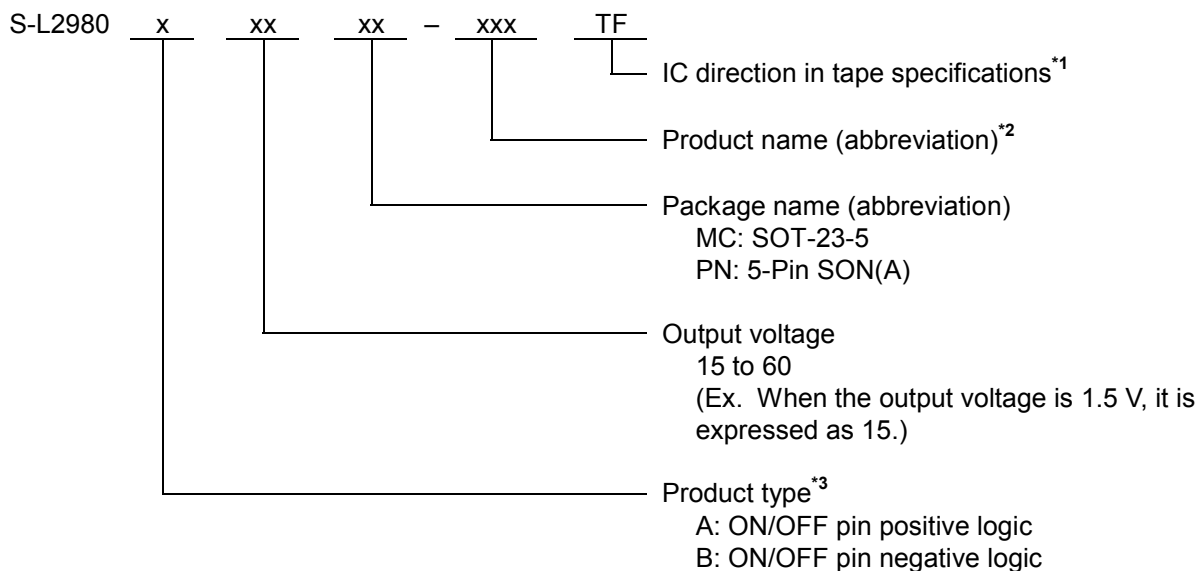 S-L2980 x xx xx – xxx TF
IC direction in tape specifications*1
Product name (abbreviation)*2
Package name (abbreviation)
MC: SOT-23-5
PN: 5-Pin SON(A)
Output voltage
15 to 60
(Ex. When the output voltage is 1.5 V, it is
expressed as 15.)
Product type*3
A: ON/OFF pin positive logic
B: ON/OFF pin negative logic